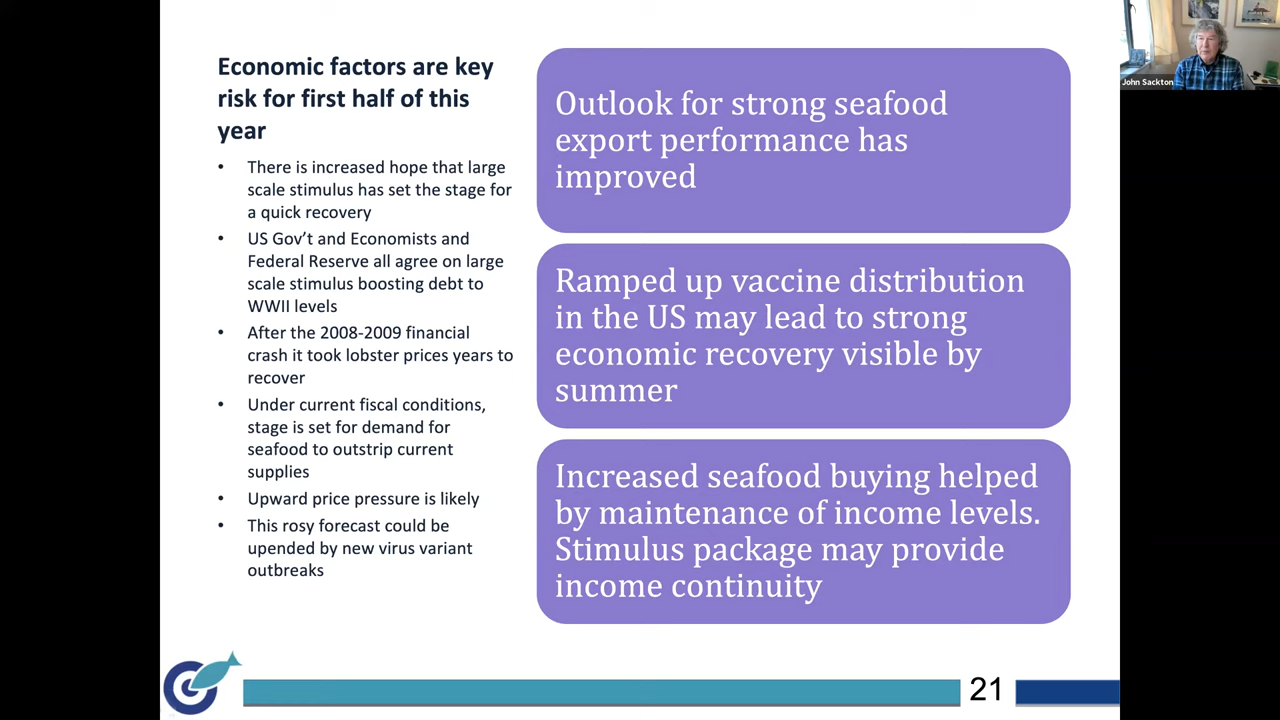 Economic factors are key
risk for first half of this
year
• There is increased hope that large
scale stimulus has set the stage for
a quick recovery
• US Gov’t and Economists and
Federal Reserve all agree on large
scale stimulus boosting debt to
WWII levels
• After the 2008-2009 financial
crash it took lobster prices years to
recover
• Under current fiscal conditions,
stage is set for demand for
seafood to outstrip current
supplies
• Upward price pressure is likely
• This rosy forecast could be
upended by new virus variant
outbreaks
Outlook for strong seafood
export performance has
improved
Ramped up vaccine distribution
in the US may lead to strong
economic recovery visible by
summer
Increased seafood buying helped
by maintenance of income levels.
Stimulus package may provide
income continuity
21
John Sackton